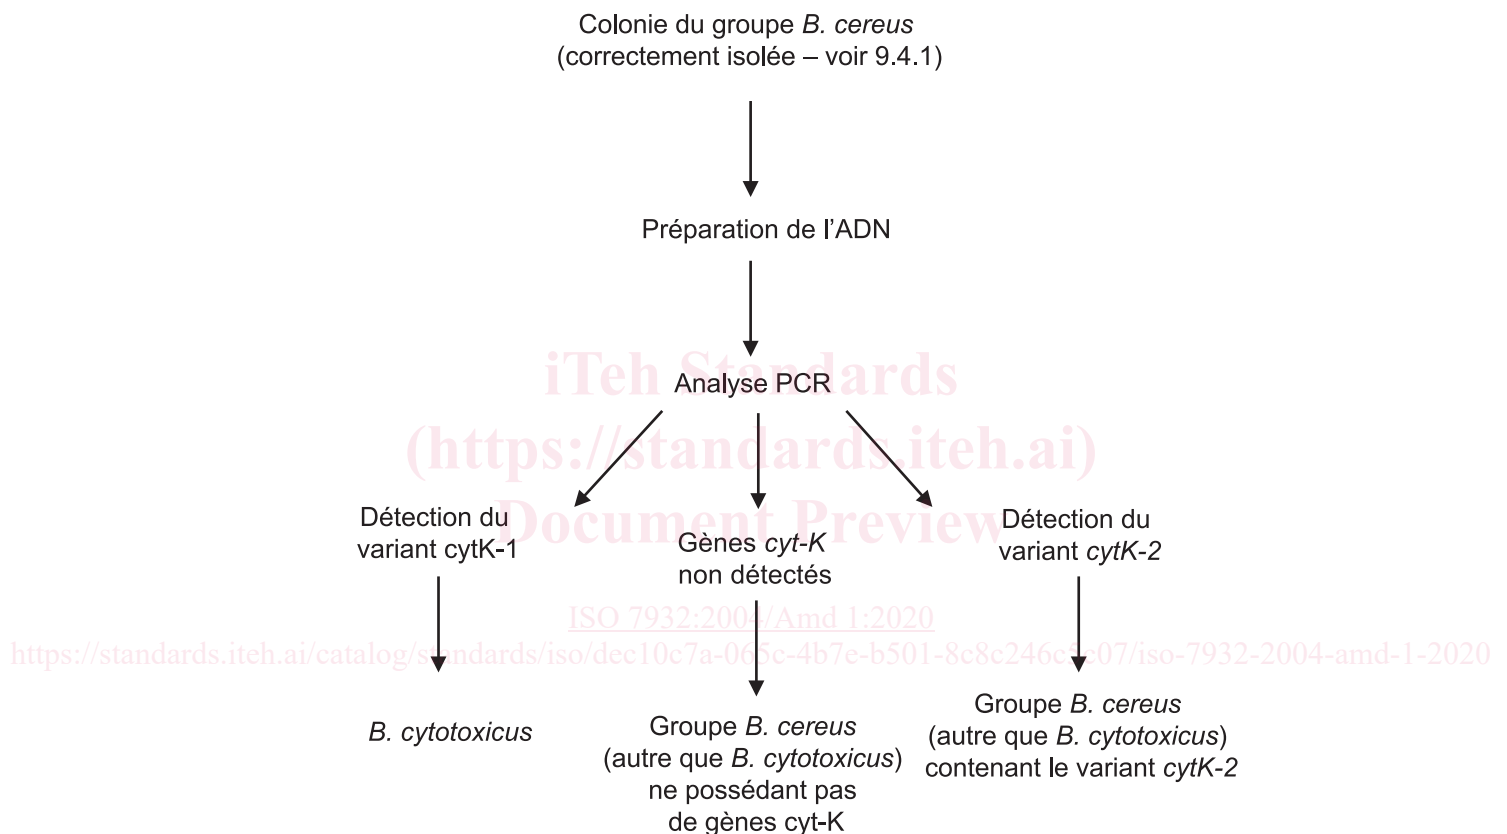 Colonie du groupe B. cereus
(correctement isolée – voir 9.4.1)
Préparation de l’ADN
iTeh Standards
Analyse PCR
(https://standards.iteh.ai)
Document Preview
Détection du
variant cytK-1
Gènes cyt-K
non détectés
Détection du
variant cytK-2
ISO 7932:2004/Amd 1:2020
https://standards.iteh.ai/catalog/standards/iso/dec10c7a-065c-4b7e-b501-8c8c246c5c07/iso-7932-2004-amd-1-2020
B. cytotoxicus
Groupe B. cereus
(autre que B. cytotoxicus)
ne possédant pas
de gènes cyt-K
Groupe B. cereus
(autre que B. cytotoxicus)
contenant le variant cytK-2